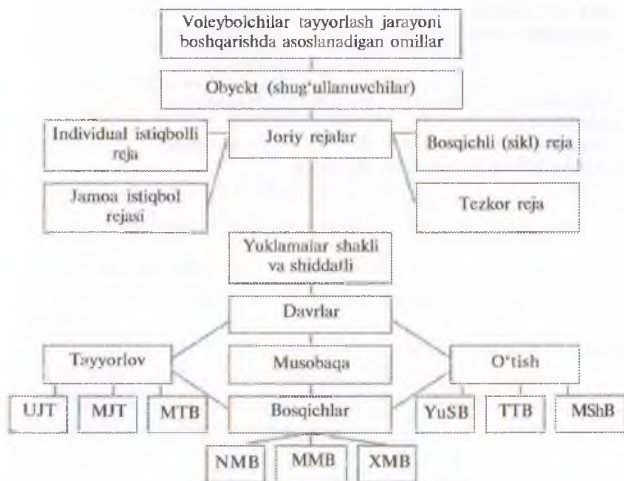 Voleybolchilar tayyorlash jarayoni
boshqarishda asoslanadigan omillar
Obyekt (shug‘ullanuvchilar)
Individual istiqbolli
reja
Joriy rejalar
Bosqichli (sikl) reja
Jamoa istiqbol
rejasi
Tezkor reja
Yuklamalar shakli
va shiddatli
Davrlar
Tayyorlov
Musobaqa
O‘tish
UJT
MJT
MTB
Bosqichlar
YuSB
TTB
MShB
NMB
MMB
XMB